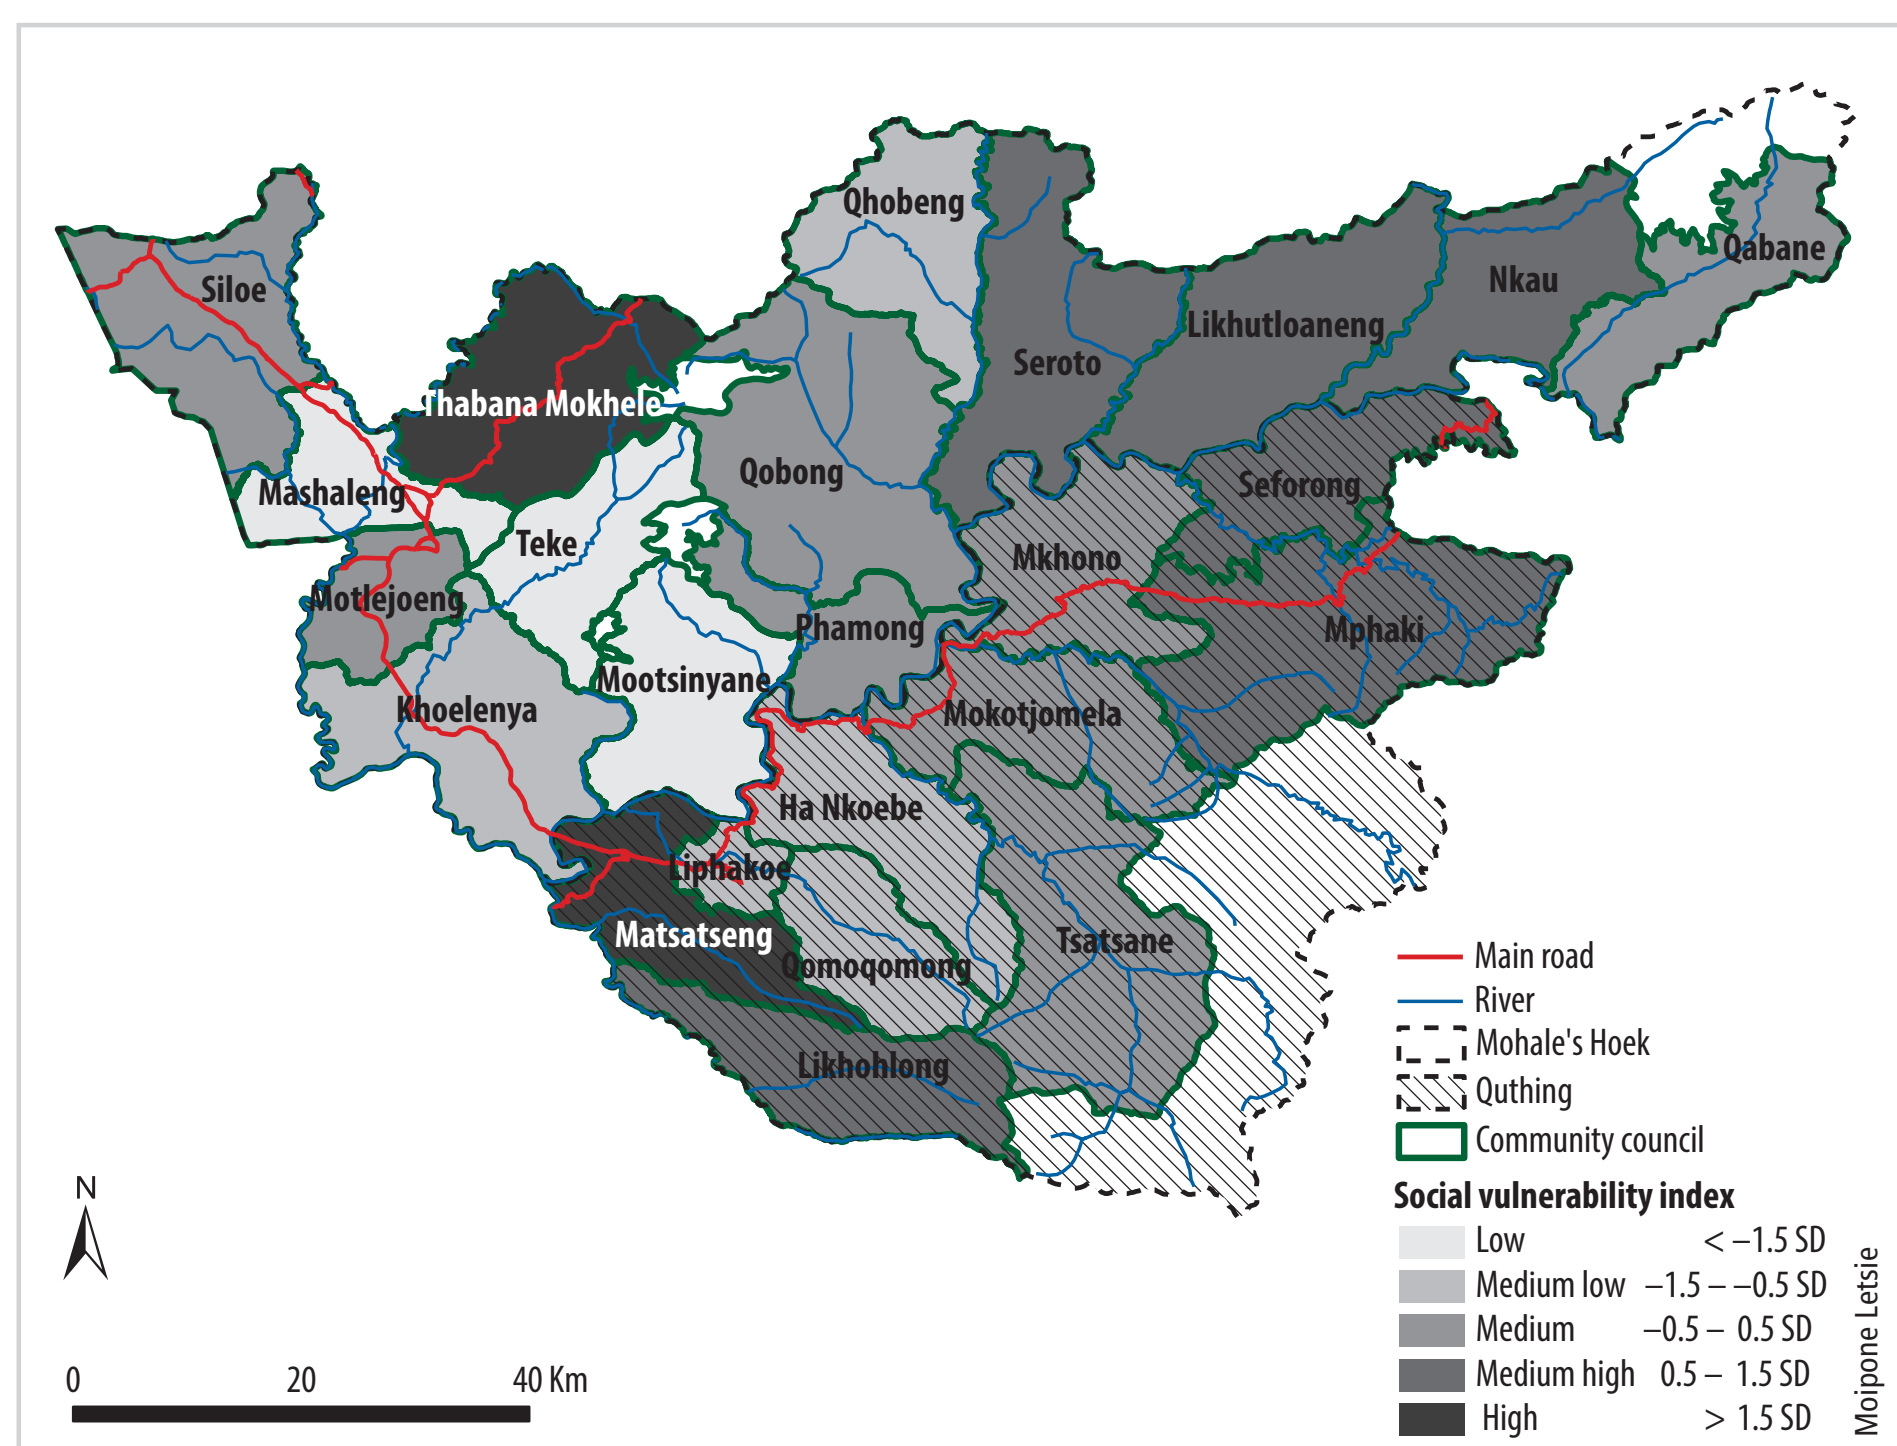 Qhobeng
Siloe
Qabane
Nkau
Likhutloaneng
Seroto
Thabana Mokhele
Qobong
Mashaleng
Seforong
Teke
Mkhono
Motlejoeng
Phamong
Mphaki
Mootsinyane
Khoelenya
Mokotjomela
Ha Nkoebe
Liphakoe
Matsatseng
Tsatsane
Qomoqomong
Likhohlong
Main road
River
Mohale's Hoek
Quthing
Community council
Social vulnerability index
Low < –1.5 SD
Medium low –1.5 – –0.5 SD
Medium –0.5 – 0.5 SD
Medium high 0.5 – 1.5 SD
High > 1.5 SD
N
0 20 40 Km
Moipone Letsie